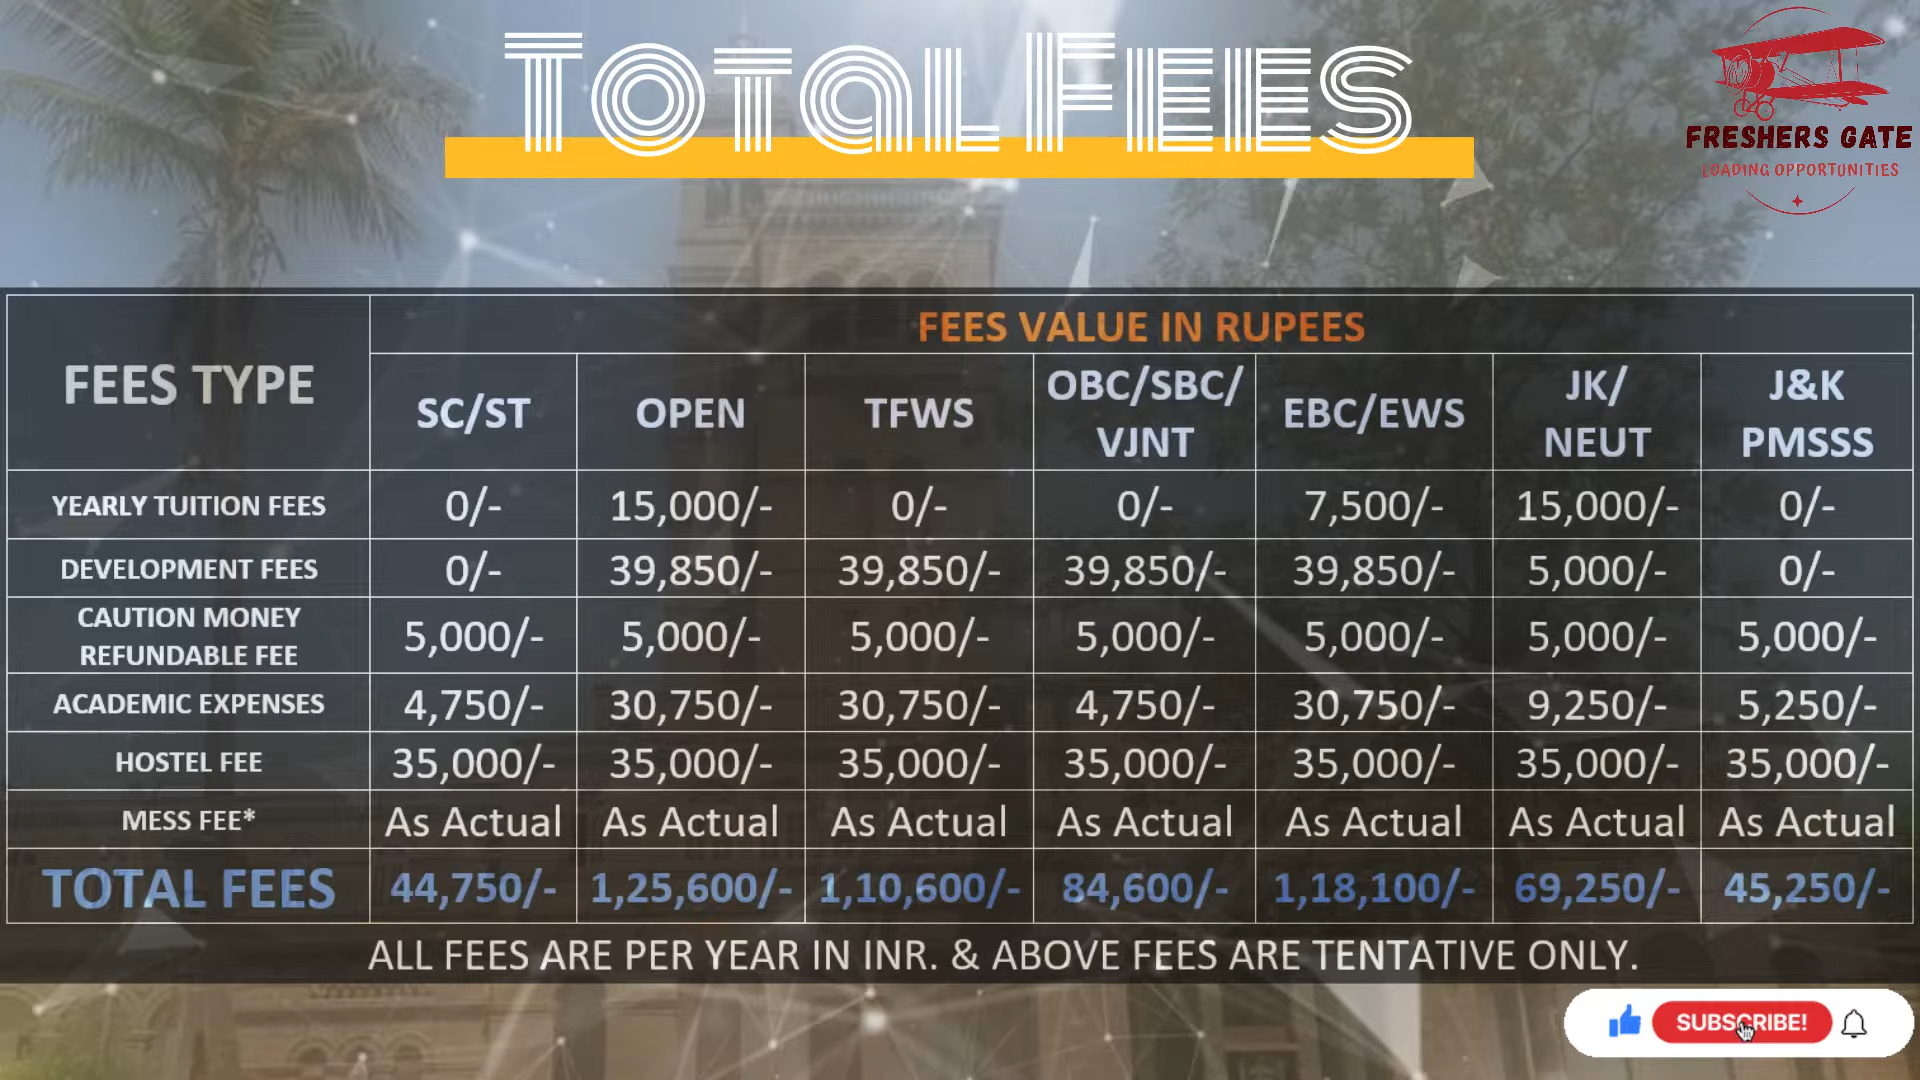 Total Fees
FRESHERS GATE
LOADING OPPORTUNITIES
FEES TYPE
FEES VALUE IN RUPEES
SC/ST
OPEN
TFWS
OBC/SBC/
VJNT
EBC/EWS
JK/
NEUT
J&K
PMSSS
YEARLY TUITION FEES 0/- 15,000/- 0/- 0/- 7,500/- 15,000/- 0/-
DEVELOPMENT FEES 0/- 39,850/- 39,850/- 39,850/- 39,850/- 5,000/- 0/-
CAUTION MONEY
REFUNDABLE FEE
5,000/- 5,000/- 5,000/- 5,000/- 5,000/- 5,000/- 5,000/-
ACADEMIC EXPENSES 4,750/- 30,750/- 30,750/- 4,750/- 30,750/- 9,250/- 5,250/-
HOSTEL FEE 35,000/- 35,000/- 35,000/- 35,000/- 35,000/- 35,000/- 35,000/-
MESS FEE* As Actual As Actual As Actual As Actual As Actual As Actual As Actual
TOTAL FEES 44,750/- 1,25,600/- 1,10,600/- 84,600/- 1,18,100/- 69,250/- 45,250/-
ALL FEES ARE PER YEAR IN INR. & ABOVE FEES ARE TENTATIVE ONLY.
SUBSCRIBE!